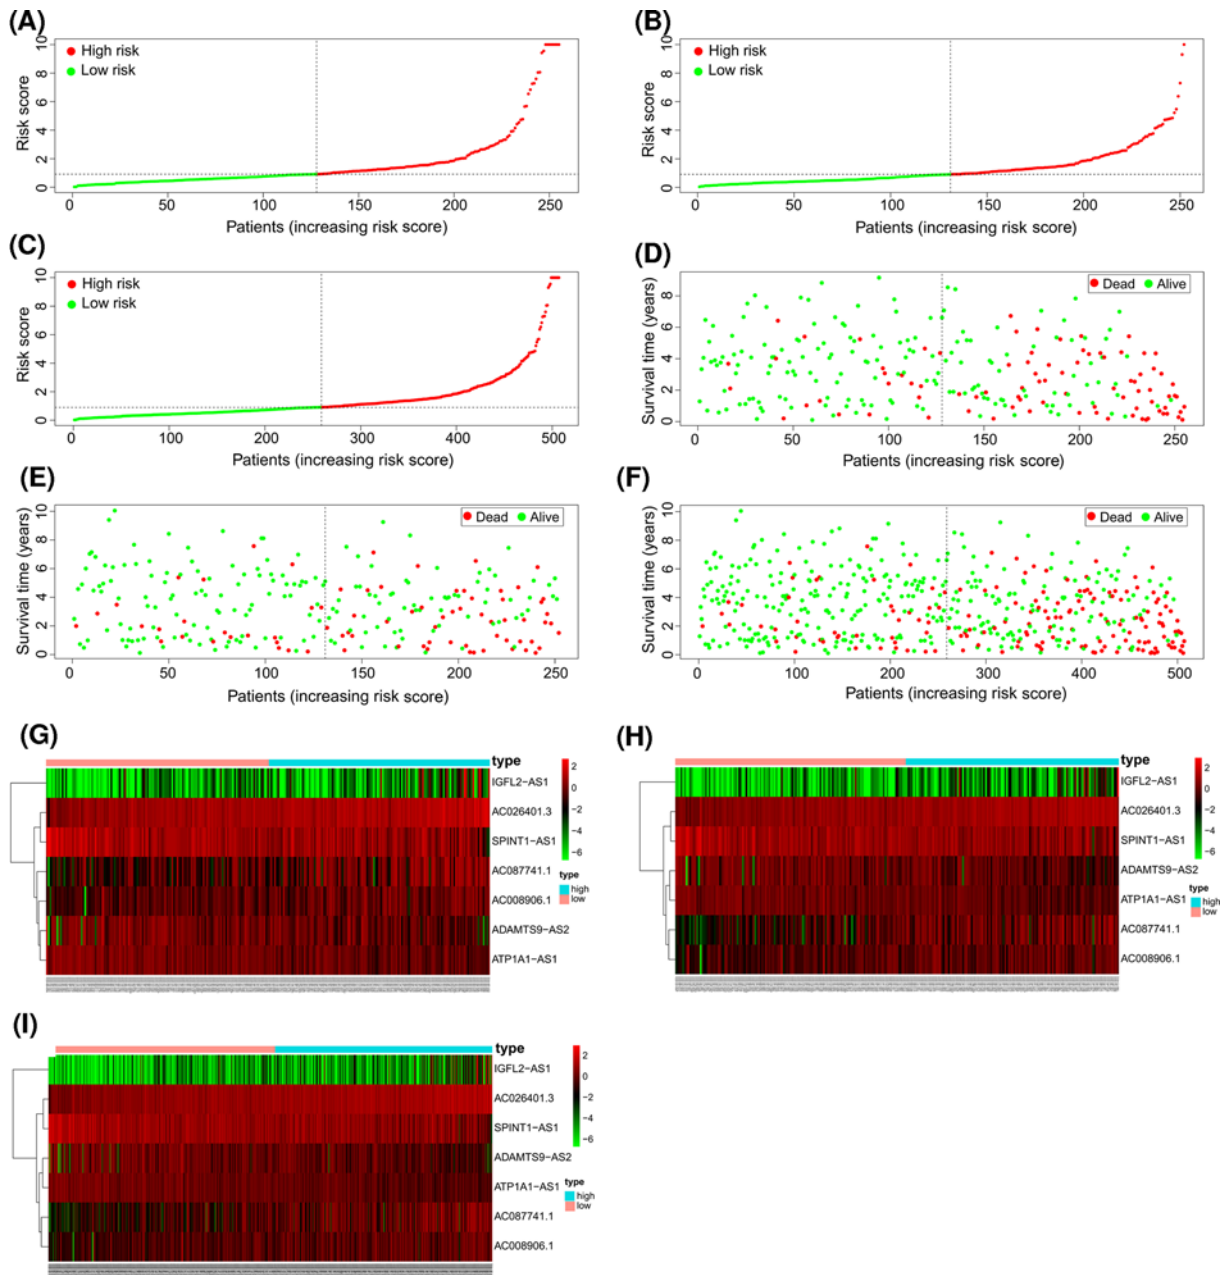 (A)
High risk
Low risk
Risk score
0 2 4 6 8 10
0 50 100 150 200 250
Patients (increasing risk score)
(B)
High risk
Low risk
Risk score
0 2 4 6 8 10
0 50 100 150 200 250
Patients (increasing risk score)
(C)
High risk
Low risk
Risk score
0 2 4 6 8 10
0 100 200 300 400 500
Patients (increasing risk score)
(D)
Dead Alive
Survival time (years)
0 2 4 6 8
0 50 100 150 200 250
Patients (increasing risk score)
(E)
Dead Alive
Survival time (years)
0 2 4 6 8 10
0 50 100 150 200 250
Patients (increasing risk score)
(F)
Dead Alive
Survival time (years)
0 2 4 6 8 10
0 100 200 300 400 500
Patients (increasing risk score)
(G)
type
IGFL2−AS1
AC026401.3
SPINT1−AS1
AC087741.1
AC008906.1
ADAMTS9−AS2
ATP1A1−AS1
2
0
−2
−4
−6
type
high
low
(H)
type
IGFL2−AS1
AC026401.3
SPINT1−AS1
ADAMTS9−AS2
ATP1A1−AS1
AC087741.1
AC008906.1
2
0
−2
−4
−6
type
high
low
(I)
type
IGFL2−AS1
AC026401.3
SPINT1−AS1
ADAMTS9−AS2
ATP1A1−AS1
AC087741.1
AC008906.1
2
0
−2
−4
−6
type
high
low